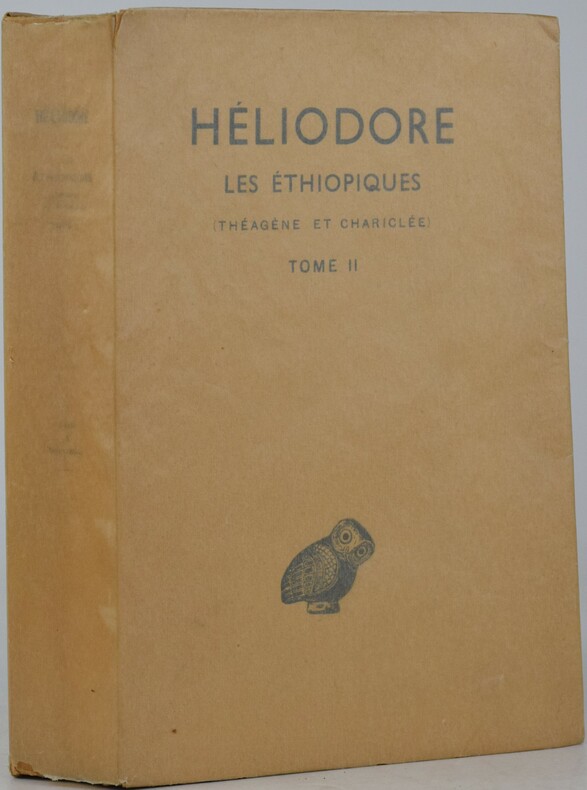 HÉLIODORE
LES ÉTHIOPIQUES
(THÉAGÈNE ET CHARICLÉE)
TOME II